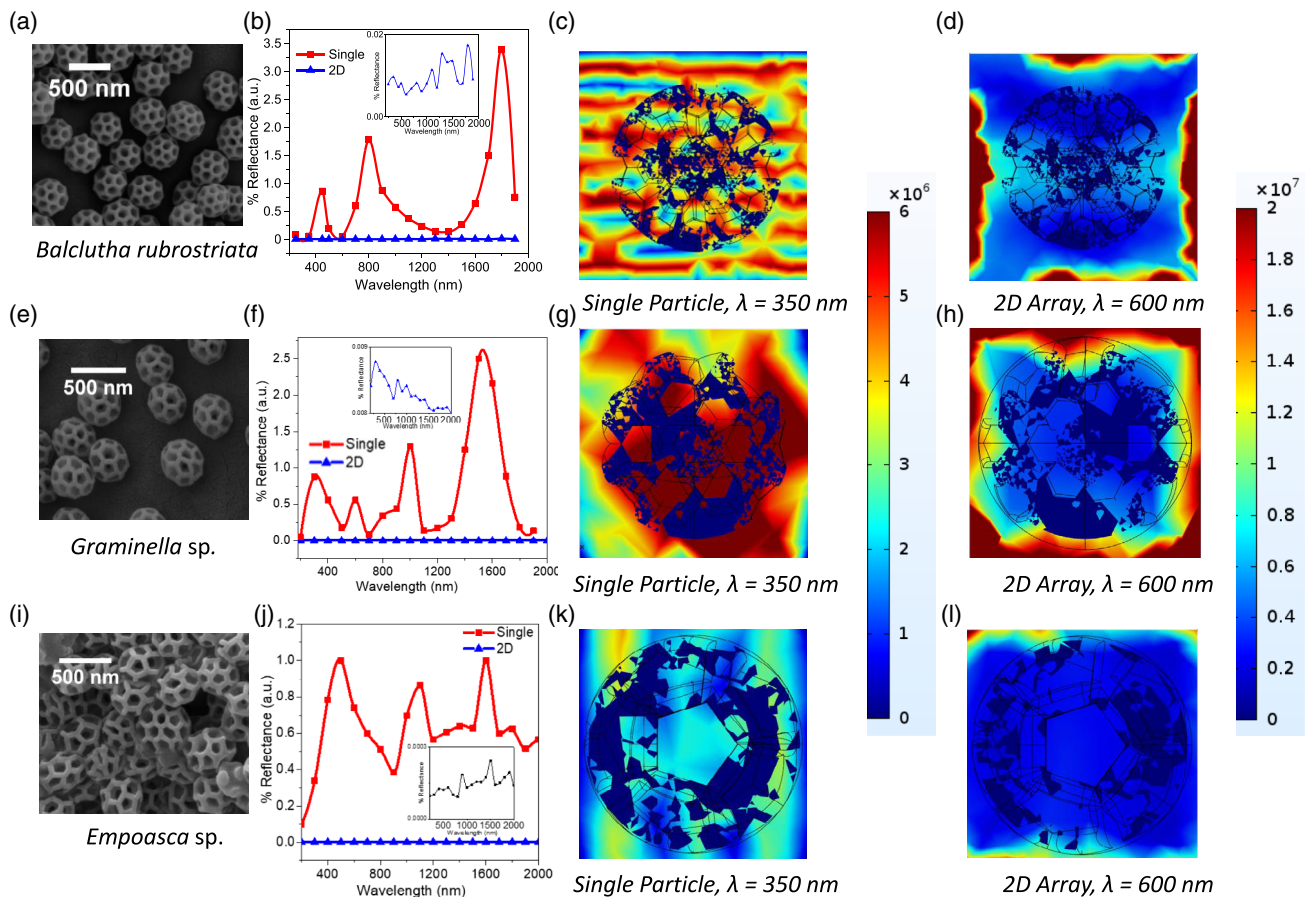 (a)
(b)
(c)
(d)
500 nm
Balclutha rubrostriata
Single
2D
3.5
3.0
2.5
2.0
1.5
1.0
0.5
0
% Reflectance (a.u.)
400 800 1200 1400 2000
Wavelength (nm)
0.02
0.00
% Reflectance
500 1000 1500 2000
Wavelength (nm)
Single Particle, λ = 350 nm
2D Array, λ = 600 nm
×10⁶
6
5
4
3
2
1
0
×10⁷
2
1.8
1.6
1.4
1.2
1
0.8
0.6
0.4
0.2
0
(e)
(f)
(g)
(h)
500 nm
Graminella sp.
2.5
2.0
1.5
1.0
0.5
0.0
% Reflectance (a.u.)
Single
2D
400 800 1200 1600 2000
Wavelength (nm)
0.009
0.008
% Reflectance
500 1000 1500 2000
Wavelength (nm)
Single Particle, λ = 350 nm
2D Array, λ = 600 nm
(i)
(j)
(k)
(l)
500 nm
Empoasca sp.
1.2
1.0
0.8
0.6
0.4
0.2
0.0
% Reflectance (a.u.)
Single
2D
400 800 1200 1600 2000
Wavelength (nm)
0.0003
0.0000
% Reflectance
500 1000 1500 2000
Wavelength (nm)
Single Particle, λ = 350 nm
2D Array, λ = 600 nm